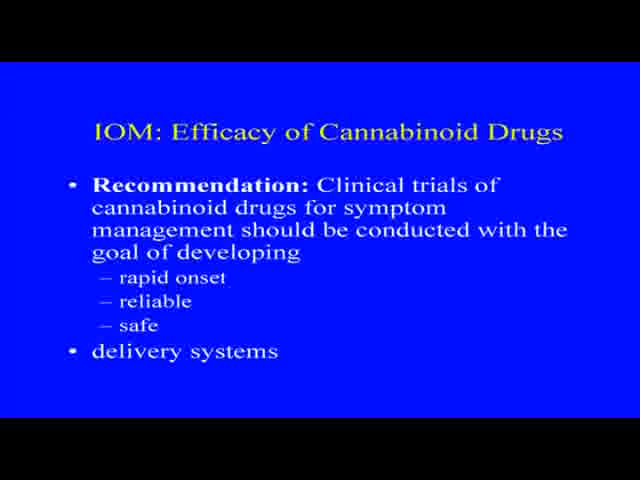 IOM: Efficacy of Cannabinoid Drugs
• Recommendation: Clinical trials of
cannabinoid drugs for symptom
management should be conducted with the
goal of developing
– rapid onset
– reliable
– safe
• delivery systems